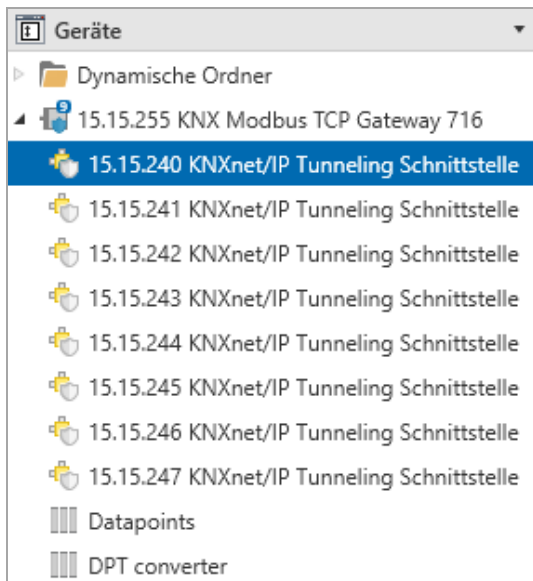 Geräte
Dynamische Ordner
15.15.255 KNX Modbus TCP Gateway 716
15.15.240 KNXnet/IP Tunneling Schnittstelle
15.15.241 KNXnet/IP Tunneling Schnittstelle
15.15.242 KNXnet/IP Tunneling Schnittstelle
15.15.243 KNXnet/IP Tunneling Schnittstelle
15.15.244 KNXnet/IP Tunneling Schnittstelle
15.15.245 KNXnet/IP Tunneling Schnittstelle
15.15.246 KNXnet/IP Tunneling Schnittstelle
15.15.247 KNXnet/IP Tunneling Schnittstelle
Datapoints
DPT converter